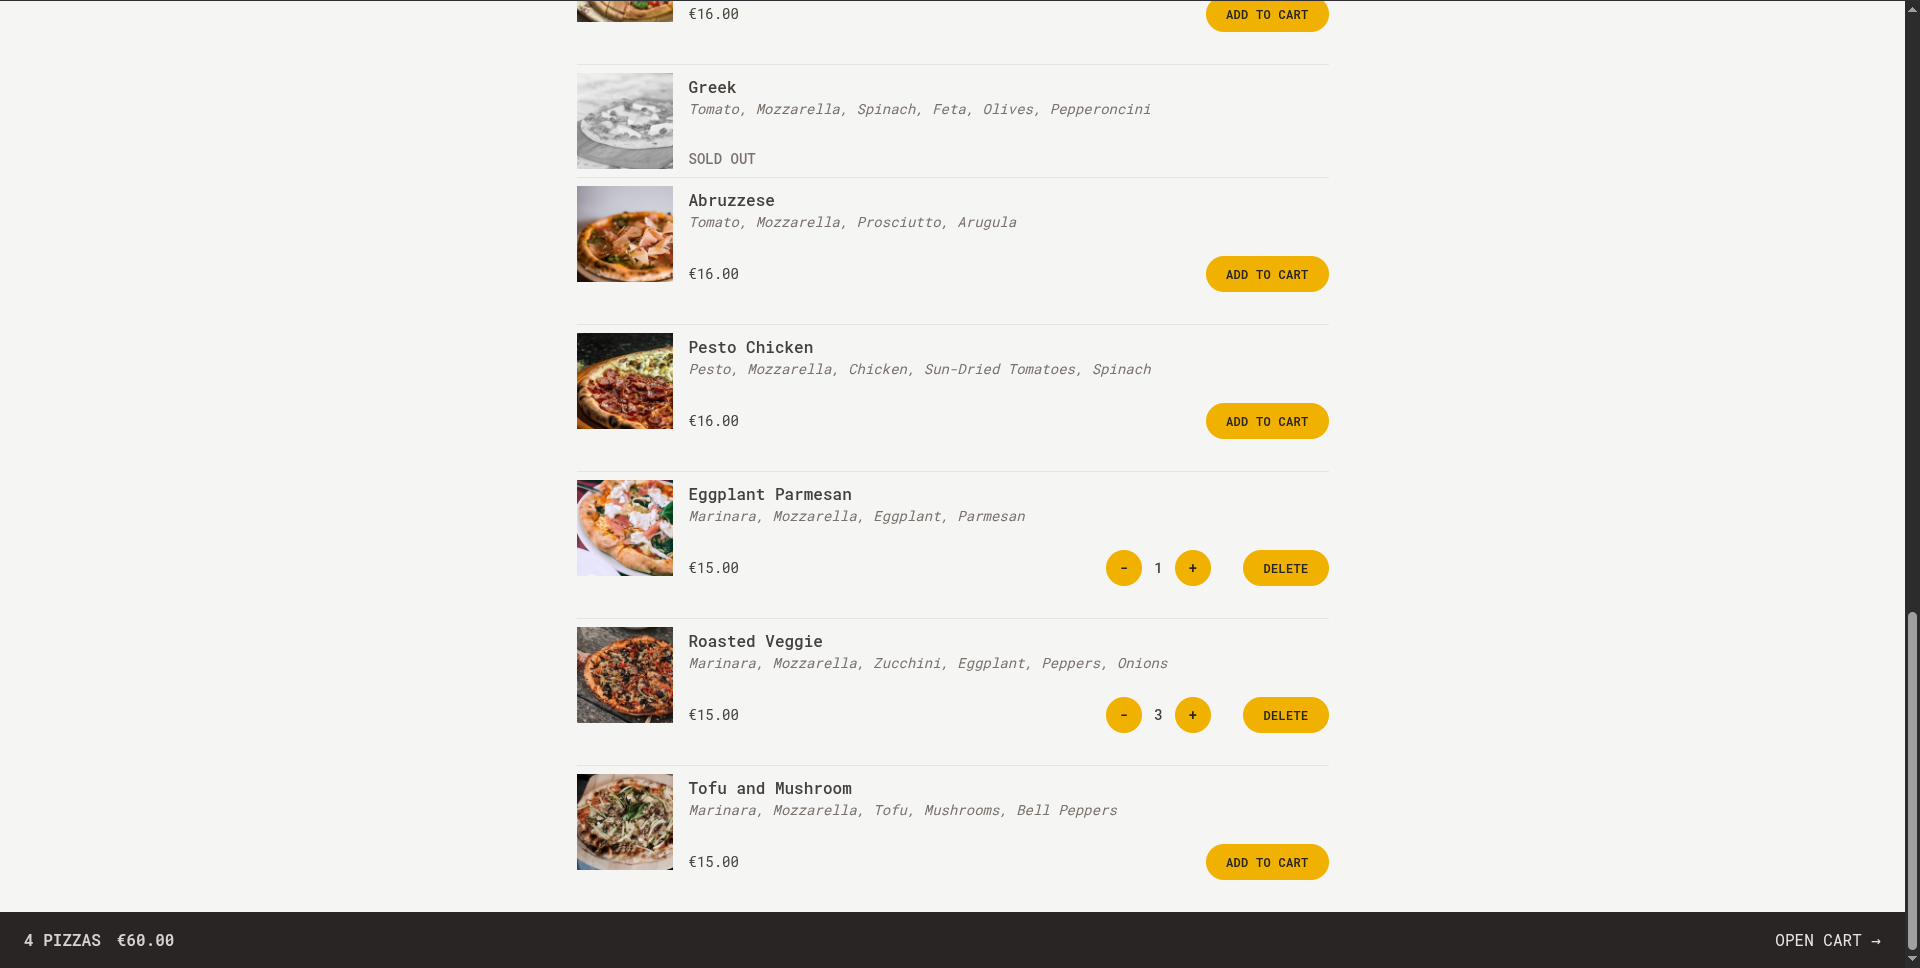 €16.00 ADD TO CART
Greek
Tomato, Mozzarella, Spinach, Feta, Olives, Pepperoncini
SOLD OUT
Abruzzese
Tomato, Mozzarella, Prosciutto, Arugula
€16.00 ADD TO CART
Pesto Chicken
Pesto, Mozzarella, Chicken, Sun-Dried Tomatoes, Spinach
€16.00 ADD TO CART
Eggplant Parmesan
Marinara, Mozzarella, Eggplant, Parmesan
€15.00 - 1 + DELETE
Roasted Veggie
Marinara, Mozzarella, Zucchini, Eggplant, Peppers, Onions
€15.00 - 3 + DELETE
Tofu and Mushroom
Marinara, Mozzarella, Tofu, Mushrooms, Bell Peppers
€15.00 ADD TO CART
4 PIZZAS €60.00 OPEN CART →